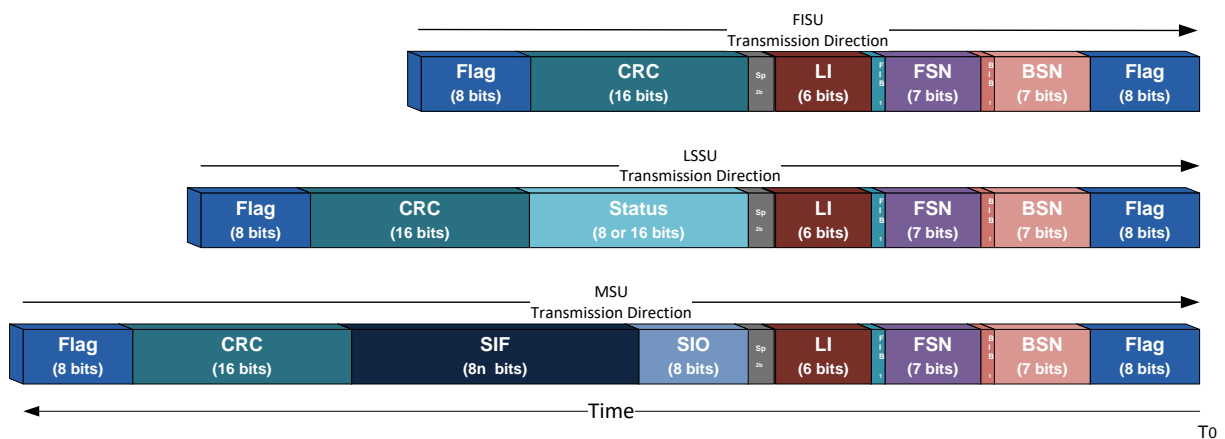 FISU
Transmission Direction
Flag CRC Sp LI FIB FSN BIB BSN Flag
(8 bits) (16 bits) 2b (6 bits) 1 (7 bits) 1 (7 bits) (8 bits)
LSSU
Transmission Direction
Flag CRC Status Sp LI FIB FSN BIB BSN Flag
(8 bits) (16 bits) (8 or 16 bits) 2b (6 bits) 1 (7 bits) 1 (7 bits) (8 bits)
MSU
Transmission Direction
Flag CRC SIF SIO Sp LI FIB FSN BIB BSN Flag
(8 bits) (16 bits) (8n bits) (8 bits) 2b (6 bits) 1 (7 bits) 1 (7 bits) (8 bits)
Time
T0